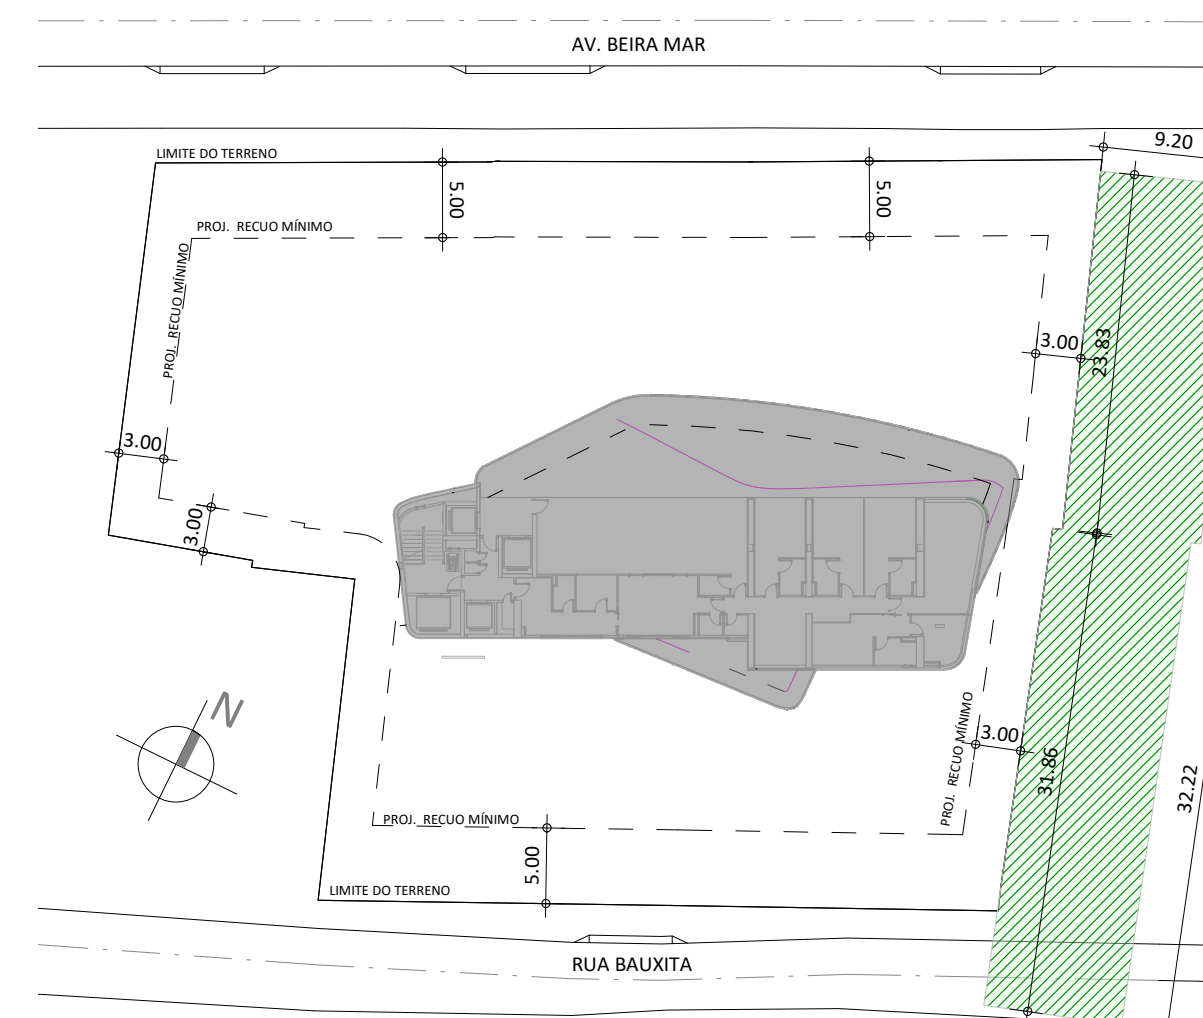 AV. BEIRA MAR
LIMITE DO TERRENO
9.20
5.00
5.00
PROJ. RECUO MÍNIMO
PROJ. RECUO MÍNIMO
3.00
23.83
3.00
3.00
N
PROJ. RECUO MÍNIMO
3.00
31.86
32.22
PROJ. RECUO MÍNIMO
5.00
LIMITE DO TERRENO
RUA BAUXITA